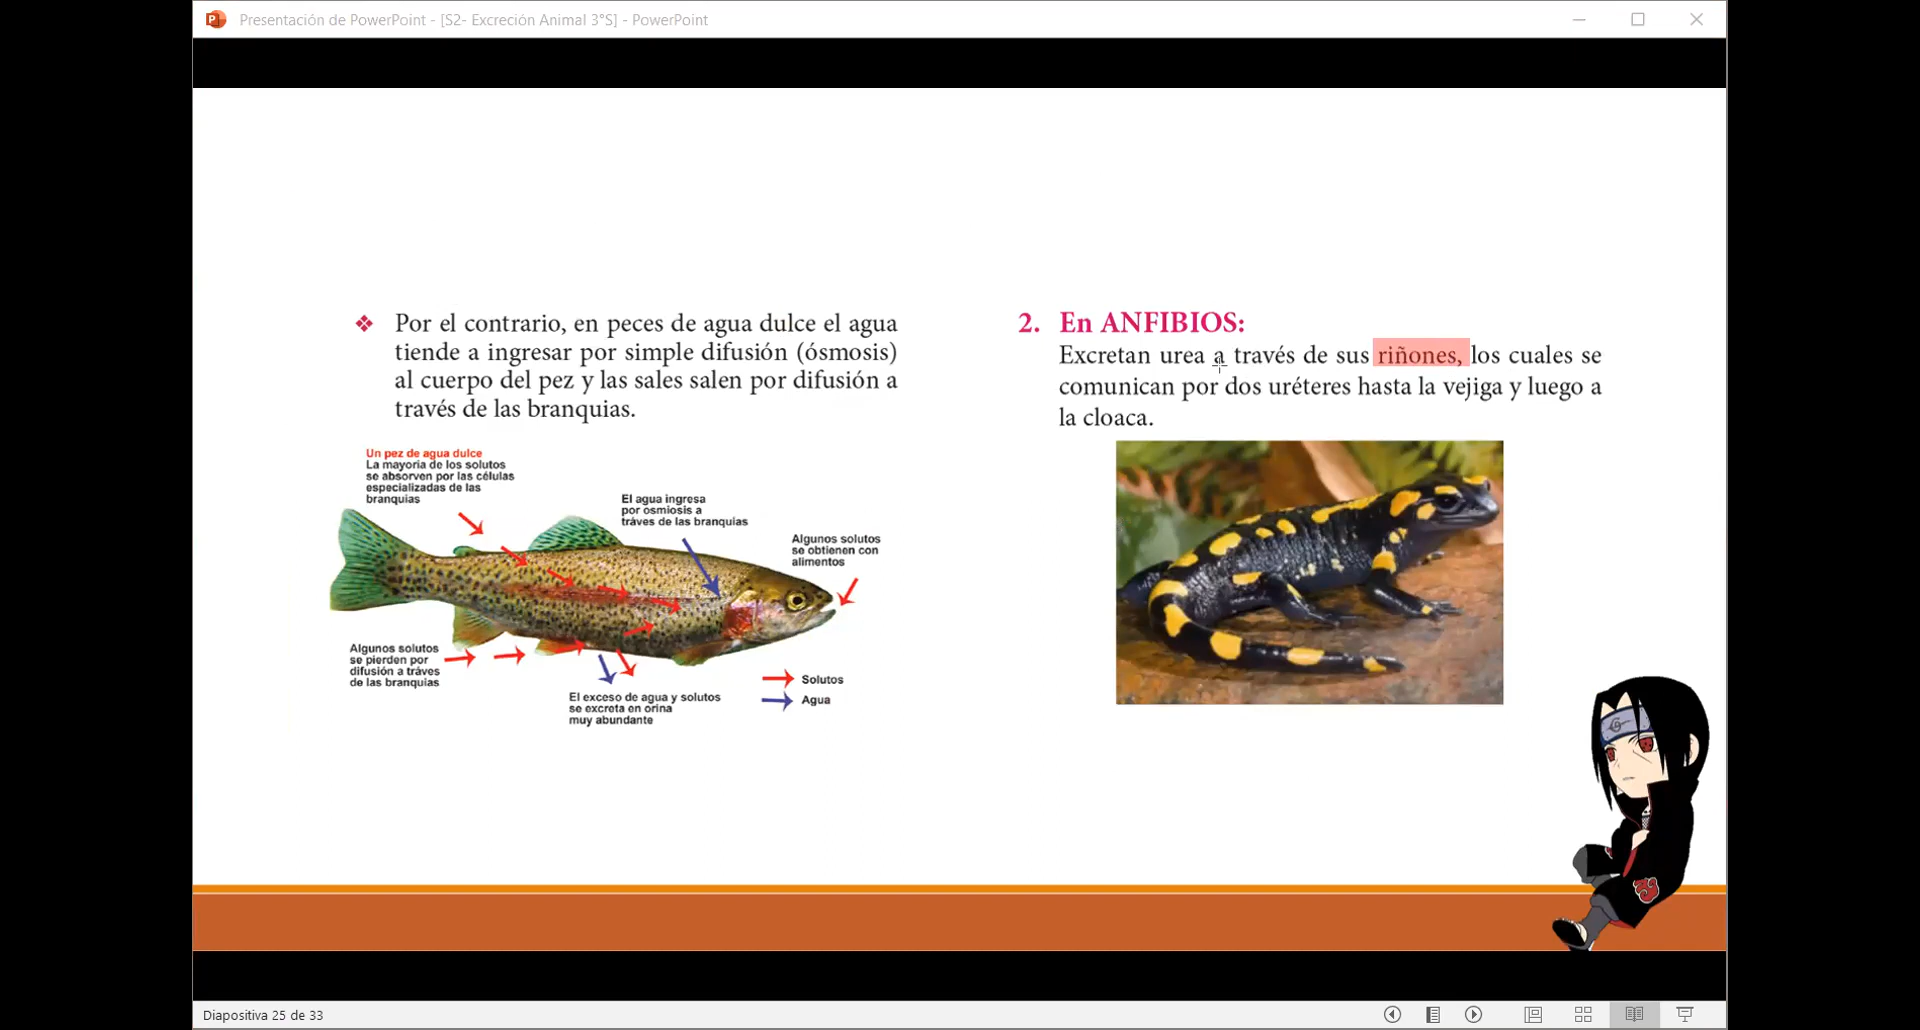 Presentación de PowerPoint - [S2- Excreción Animal 3°S] - PowerPoint
❖ Por el contrario, en peces de agua dulce el agua
tiende a ingresar por simple difusión (ósmosis)
al cuerpo del pez y las sales salen por difusión a
través de las branquias.
Un pez de agua dulce
La mayoria de los solutos
se absorven por las células
especializadas de las
branquias
El agua ingresa
por osmiosis a
tráves de las branquias
Algunos solutos
se obtienen con
alimentos
Algunos solutos
se pierden por
difusión a tráves
de las branquias
El exceso de agua y solutos
se excreta en orina
muy abundante
Solutos
Agua
2. En ANFIBIOS:
Excretan urea a través de sus riñones, los cuales se
comunican por dos uréteres hasta la vejiga y luego a
la cloaca.
Diapositiva 25 de 33